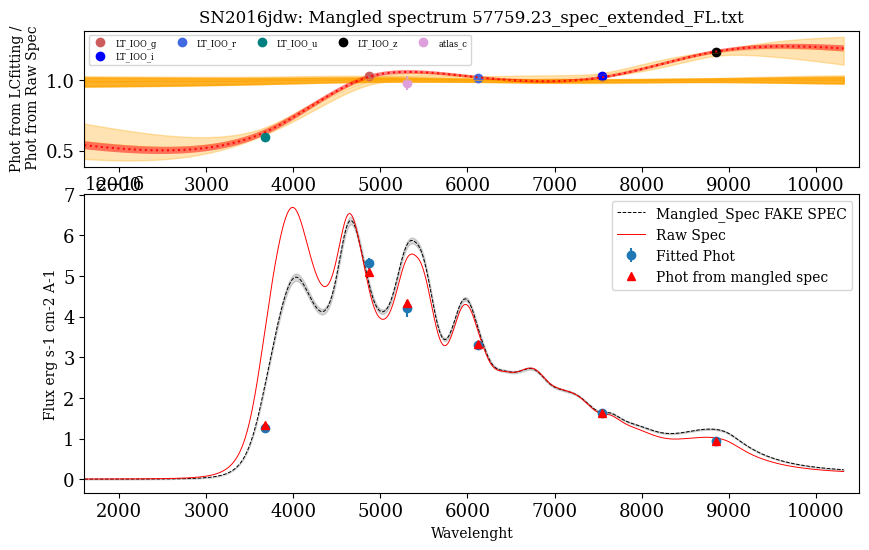 SN2016jdw: Mangled spectrum 57759.23_spec_extended_FL.txt
Phot from LCfitting /
Phot from Raw Spec
LT_IOO_g LT_IOO_r LT_IOO_u LT_IOO_z atlas_c
LT_IOO_i
1.0
0.5
2000 3000 4000 5000 6000 7000 8000 9000 10000
1e−16
Flux erg s-1 cm-2 A-1
7
6
5
4
3
2
1
0
Mangled_Spec FAKE SPEC
Raw Spec
Fitted Phot
Phot from mangled spec
2000 3000 4000 5000 6000 7000 8000 9000 10000
Wavelenght